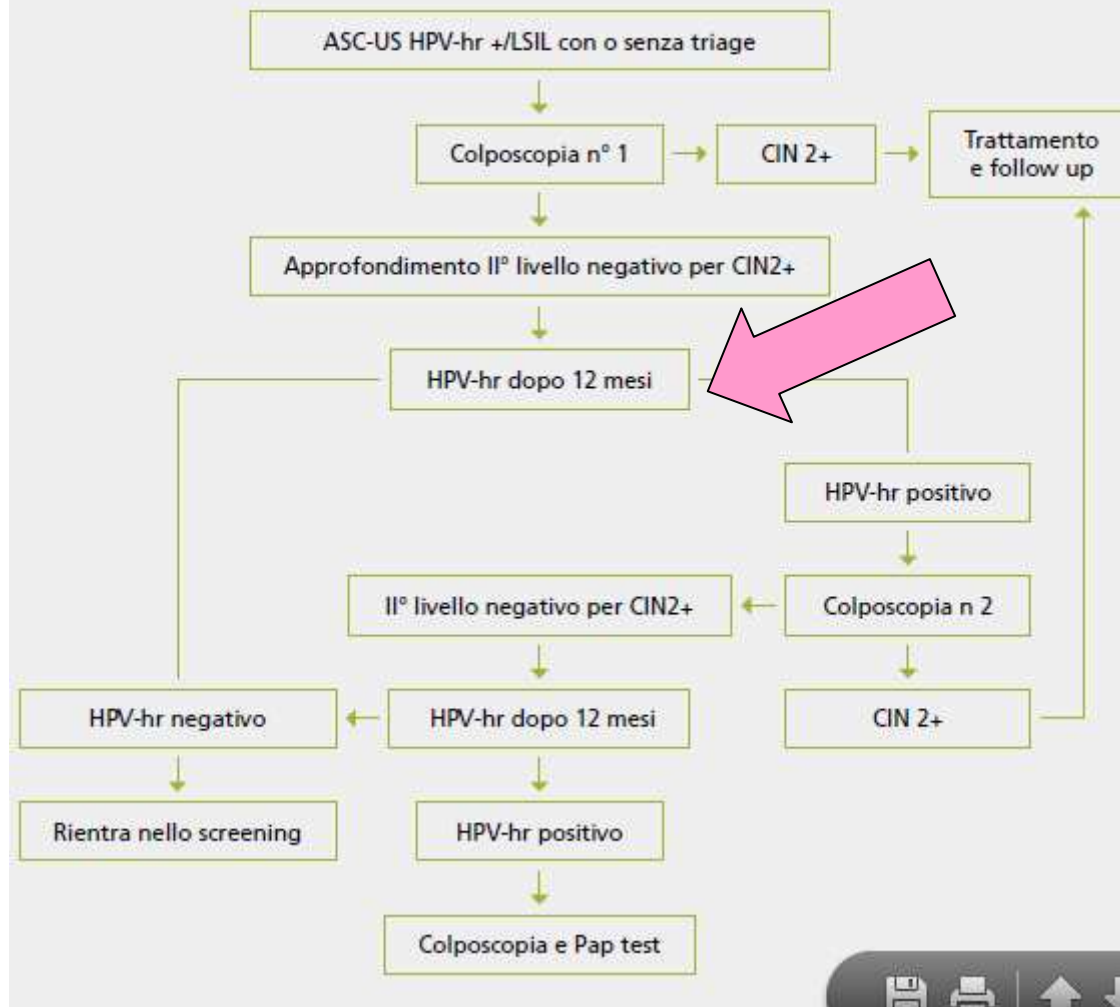 ASC-US HPV-hr +/LSIL con o senza triage
Colposcopia n° 1
CIN 2+
Trattamento
e follow up
Approfondimento II° livello negativo per CIN2+
HPV-hr dopo 12 mesi
HPV-hr positivo
II° livello negativo per CIN2+
Colposcopia n 2
HPV-hr negativo
HPV-hr dopo 12 mesi
CIN 2+
Rientra nello screening
HPV-hr positivo
Colposcopia e Pap test